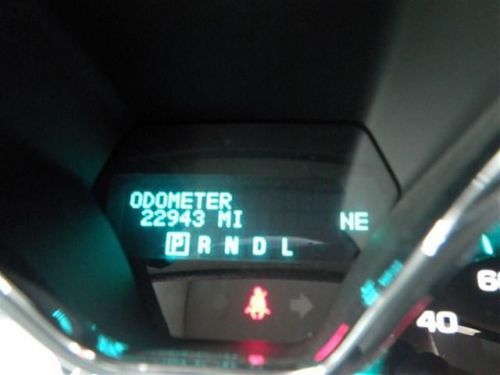 ODOMETER
22943 MI NE
P R N D L
60
40